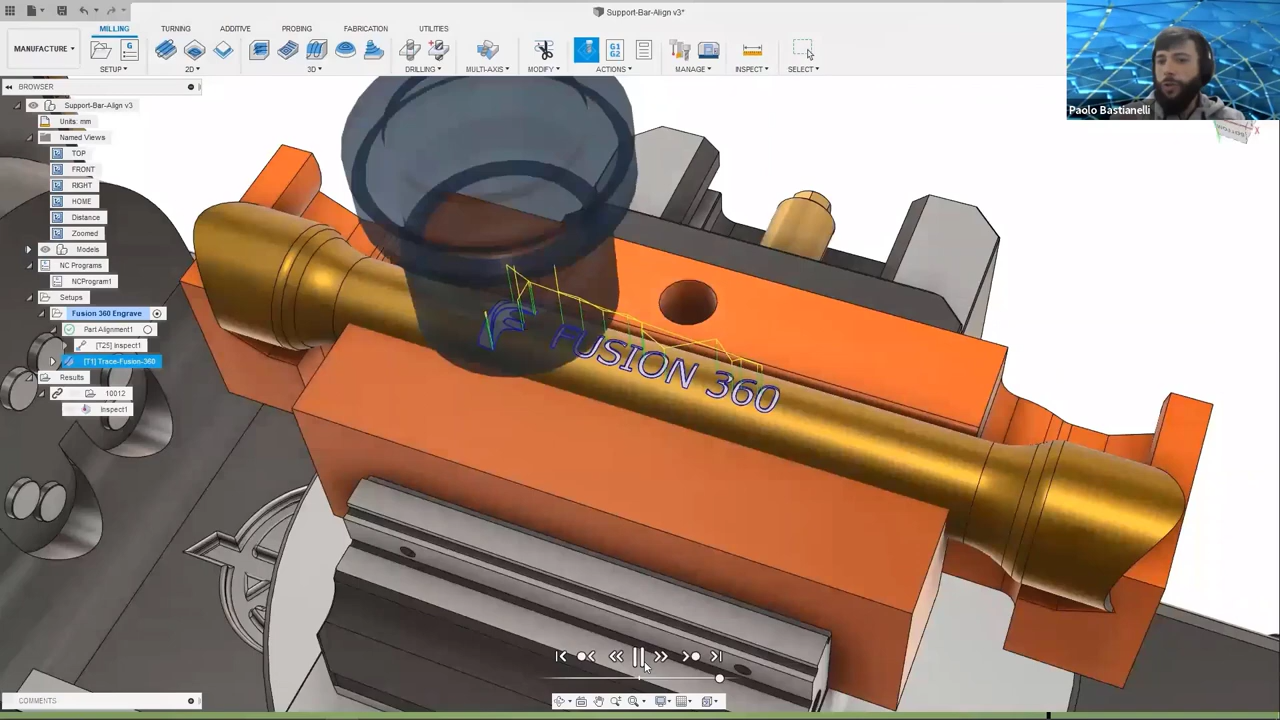 Support-Bar-Align v3*
MANUFACTURE
MILLING TURNING ADDITIVE PROBING FABRICATION UTILITIES
G1
G2
SETUP 2D 3D DRILLING MULTI-AXIS MODIFY ACTIONS MANAGE INSPECT SELECT
Paolo Bastianelli
BROWSER
Support-Bar-Align v3
Units: mm
Named Views
TOP
FRONT
RIGHT
HOME
Distance
Zoomed
Models
NC Programs
NCProgram1
Setups
Fusion 360 Engrave
Part Alignment1
[T25] Inspect1
[T1] Trace-Fusion-360
Results
10012
Inspect1
F FUSION 360
COMMENTS